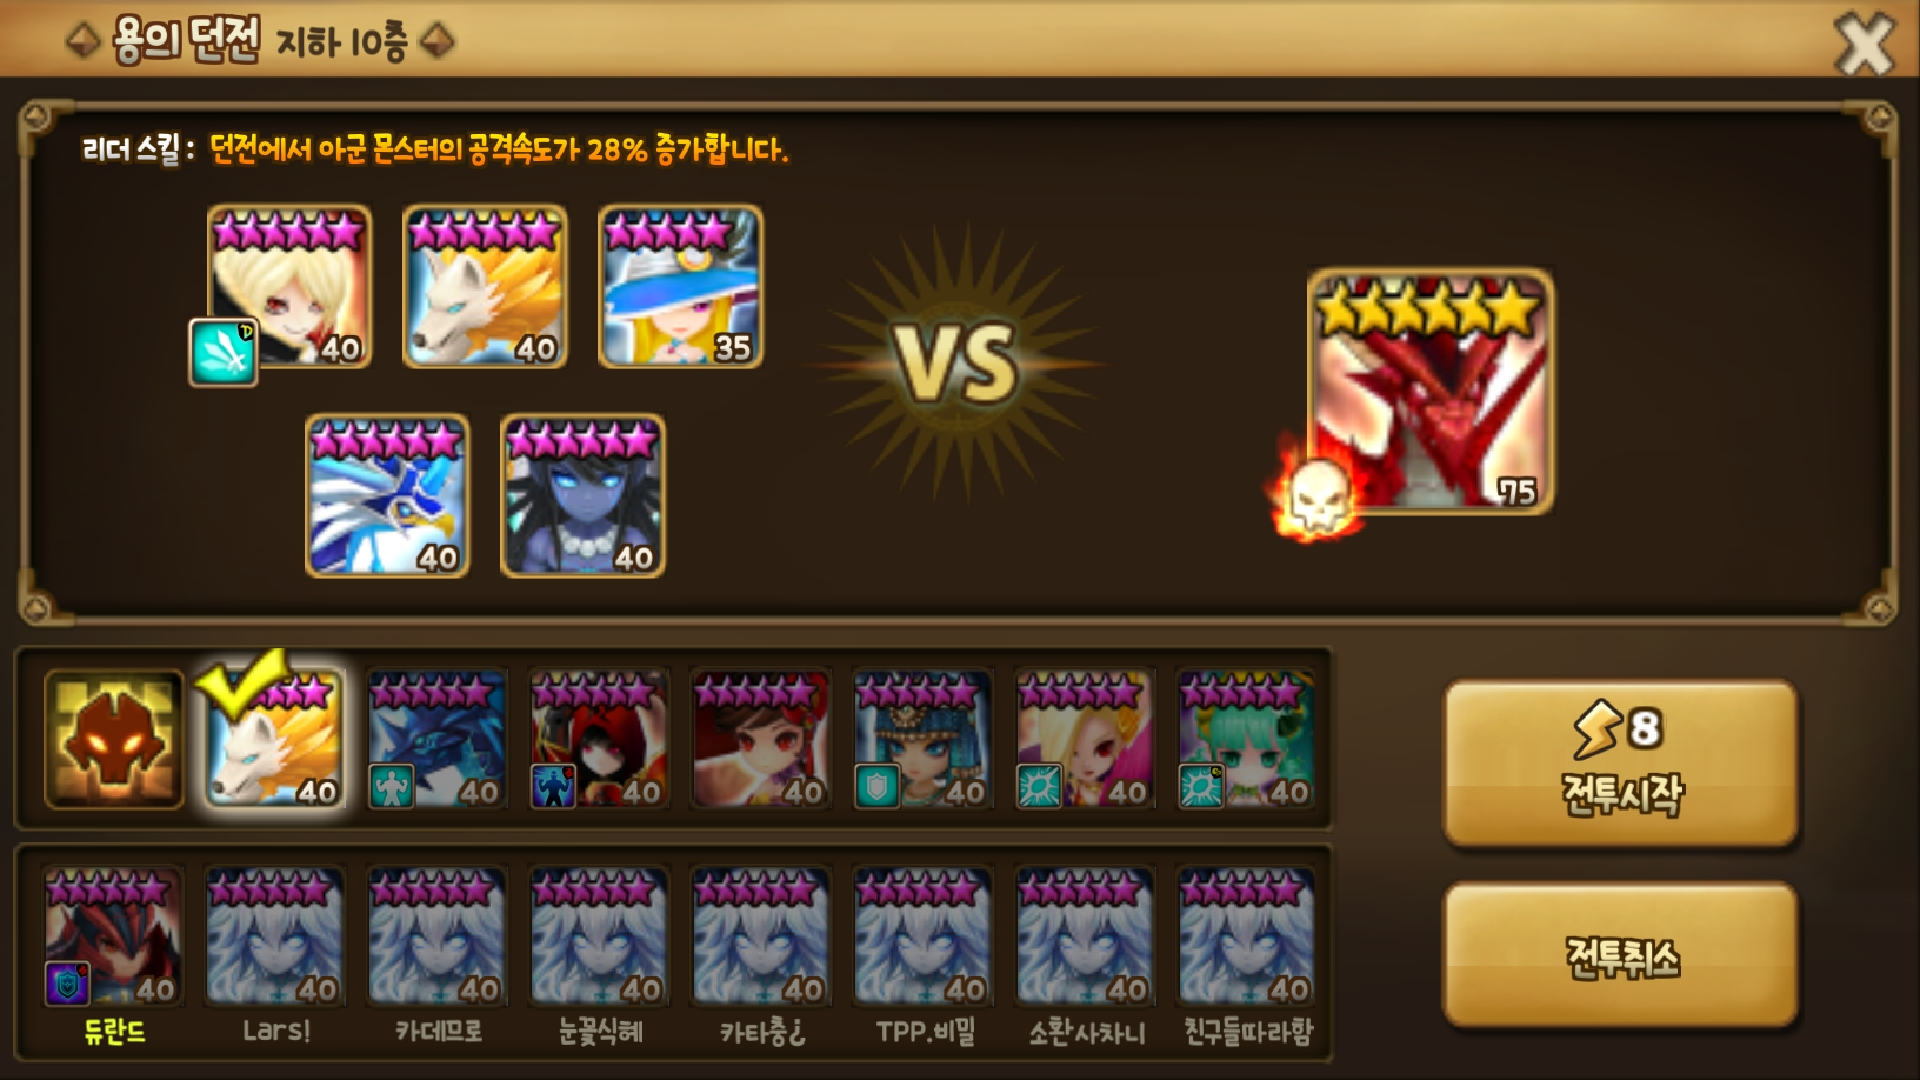 용의 던전 지하 10층
리더 스킬 : 던전에서 아군 몬스터의 공격속도가 28% 증가합니다.
40 40 35
VS
75
40 40
40 40 40 40 40 40 40
8
전투시작
40 40 40 40 40 40 40 40
듀란드 Lars! 카데므로 눈꽃식혜 카타충¿ TPP.비밀 소환사차니 친구들따라함
전투취소